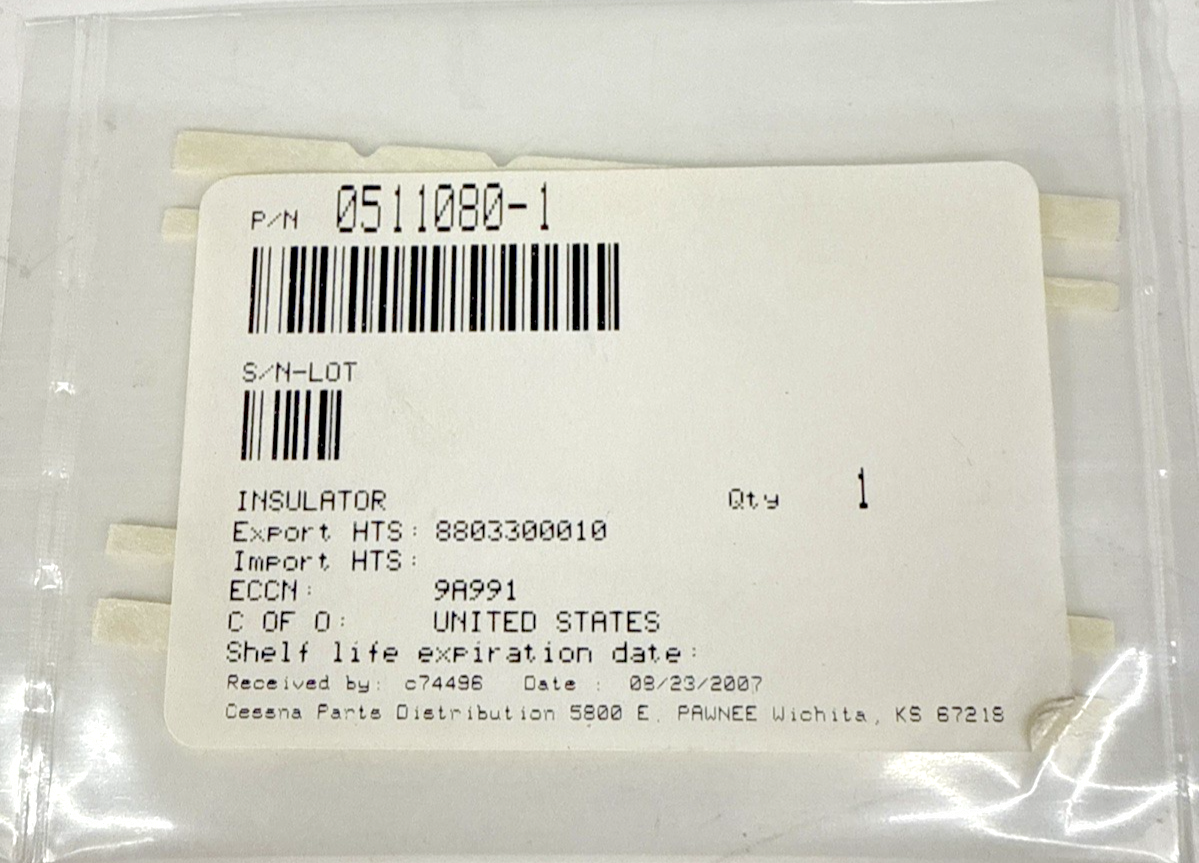 P/N 0511080-1
S/N-LOT
INSULATOR Qty 1
Export HTS: 8803300010
Import HTS:
ECCN: 9A991
C OF O: UNITED STATES
Shelf life expiration date:
Received by: c74496 Date : 08/23/2007
Cessna Parts Distribution 5800 E. PAWNEE Wichita, KS 67218